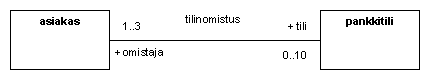 asiakas
1..3
tilinomistus
+ tili
pankkitili
+ omistaja
0..10